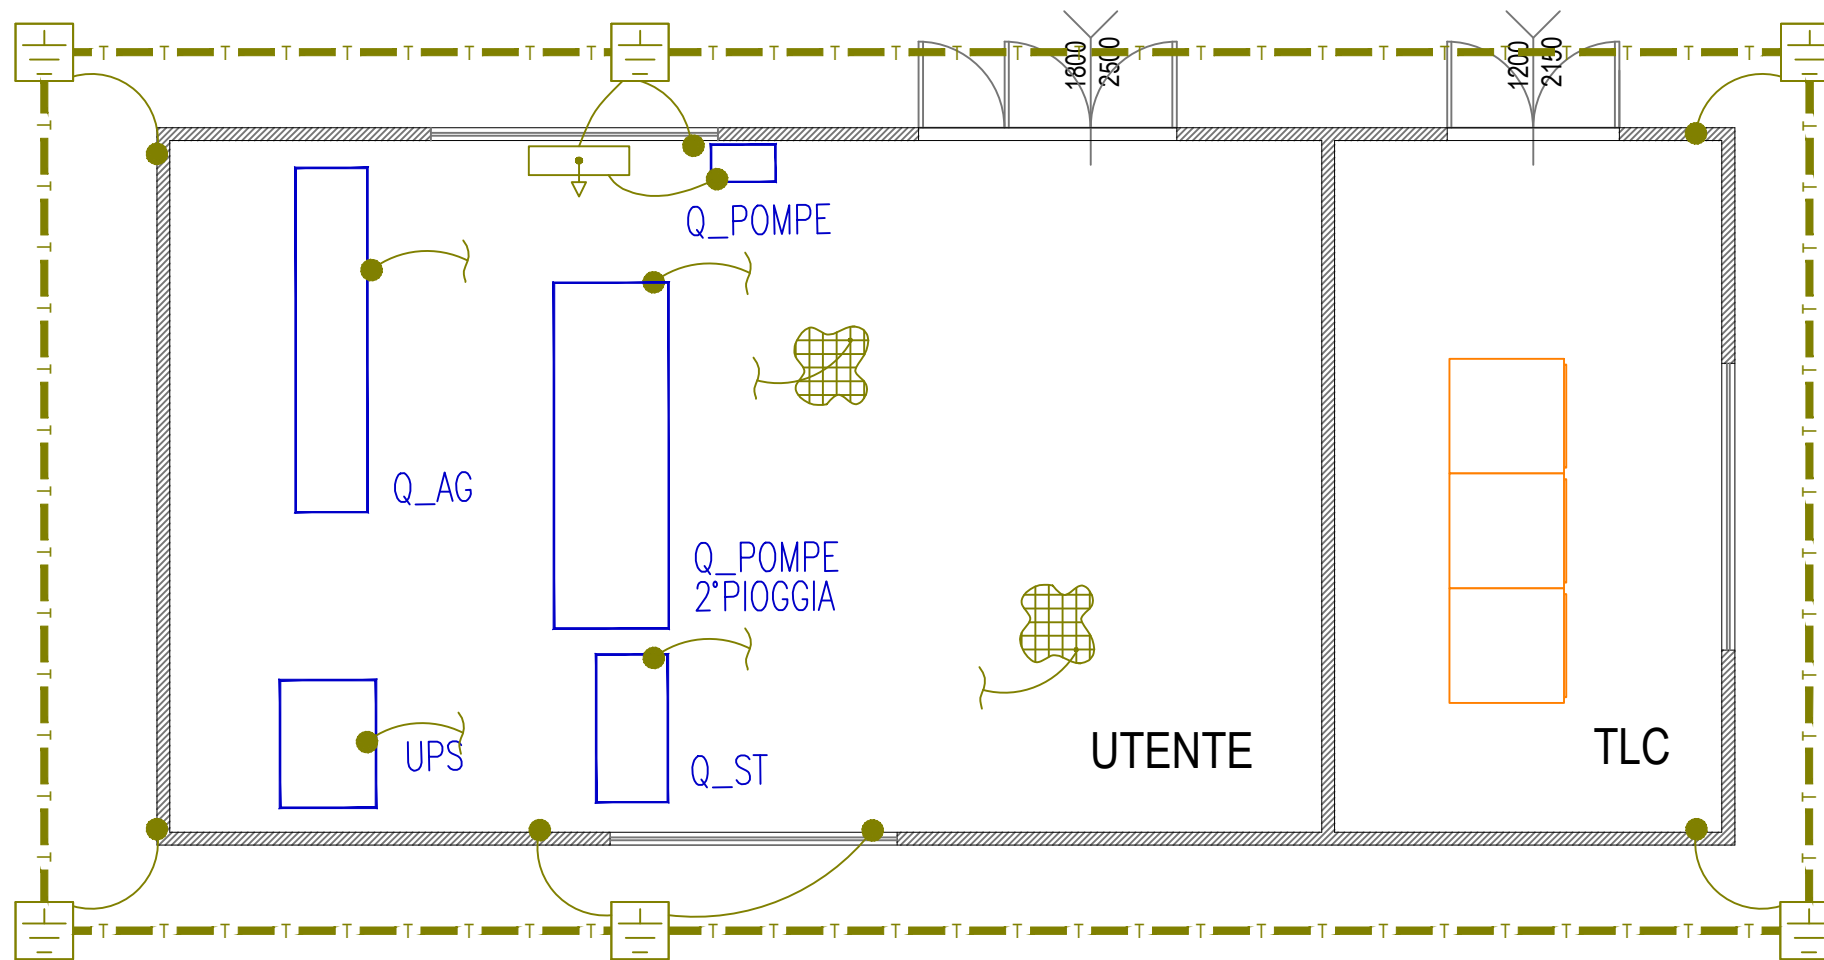 1800
2500
1200
2150
Q_POMPE
Q_AG
Q_POMPE
2°PIOGGIA
UPS
Q_ST
UTENTE
TLC